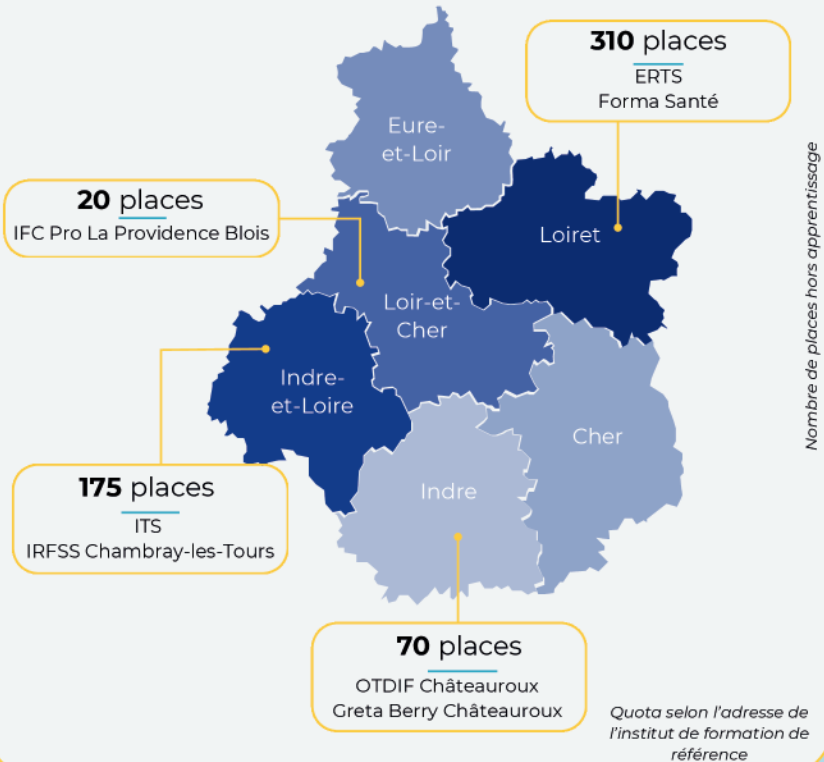 310 places
ERTS
Forma Santé
Eure-
et-Loir
20 places
IFC Pro La Providence Blois
Loiret
Loir-et-
Cher
Indre-
et-Loire
Cher
Indre
175 places
ITS
IRFSS Chambray-les-Tours
70 places
OTDIF Châteauroux
Greta Berry Châteauroux
Nombre de places hors apprentissage
Quota selon l’adresse de
l’institut de formation de
référence